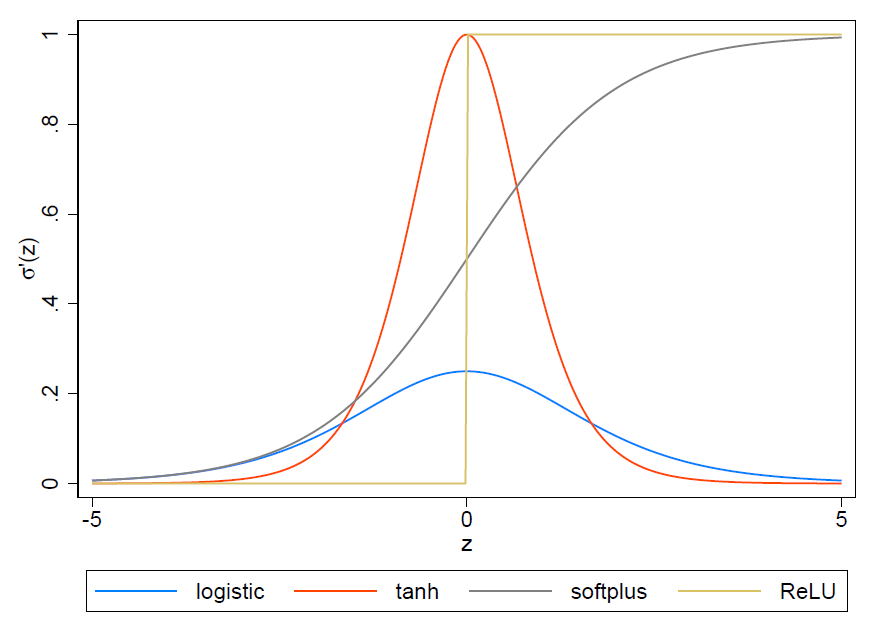 1
.8
.6
σ'(z)
.4
.2
0
-5 0 5
z
logistic tanh softplus ReLU